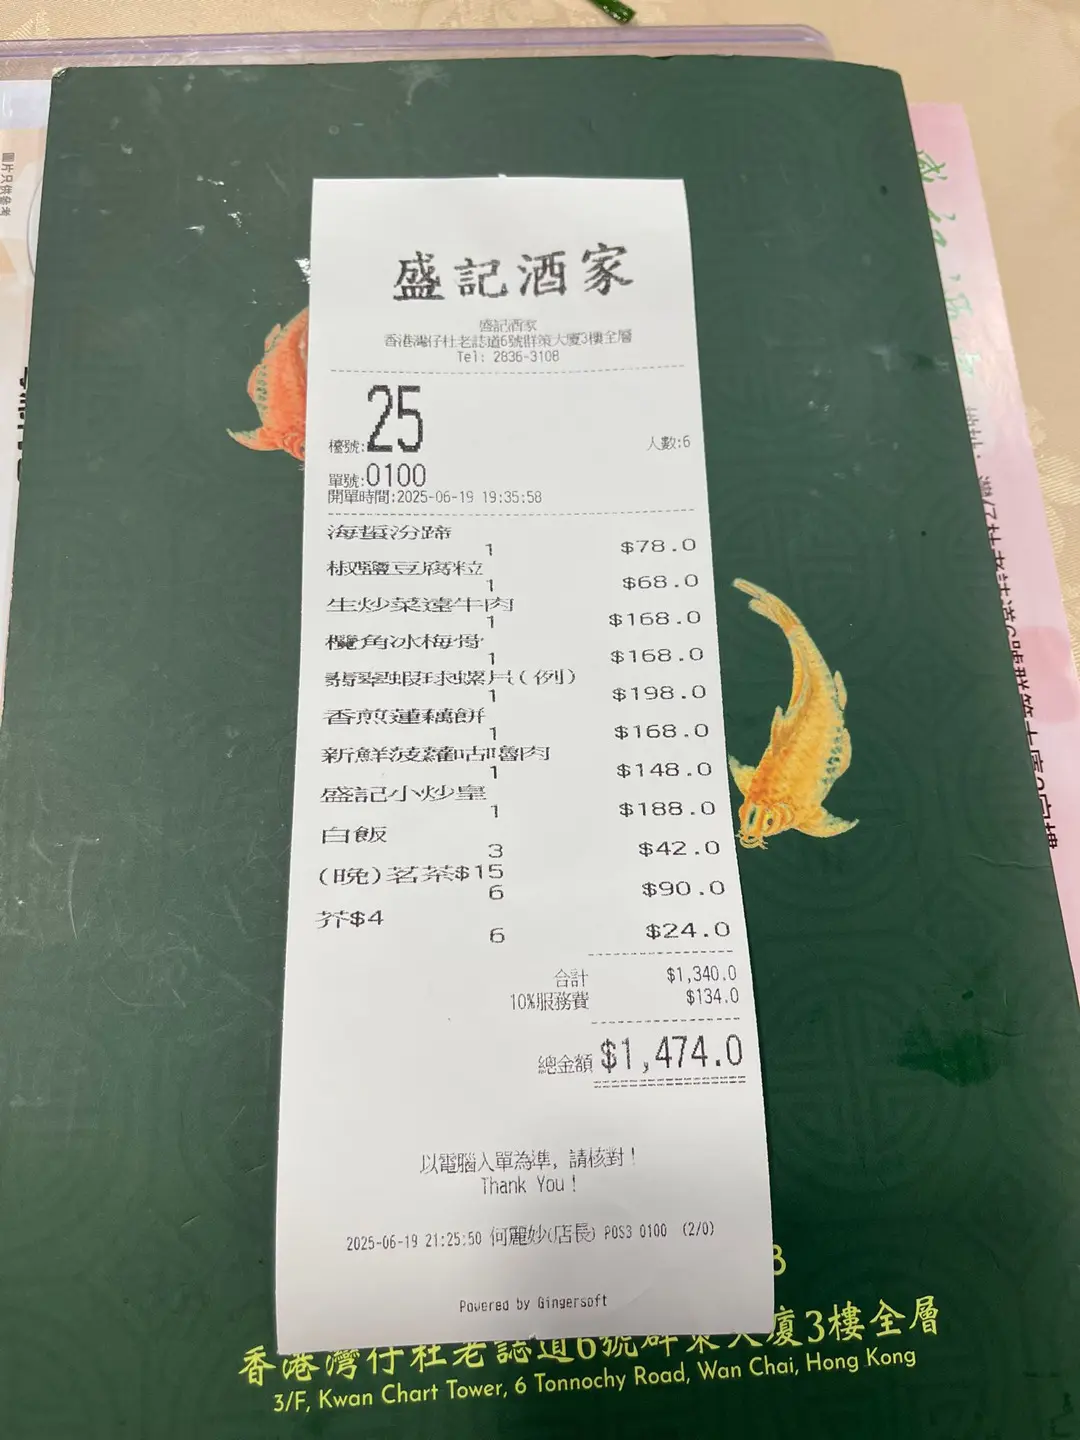 圖片只供參考
盛記酒家
盛記酒家
香港灣仔杜老誌道6號群策大廈3樓全層
Tel: 2836-3108
檯號:25
人數:6
單號:0100
開單時間:2025-06-19 19:35:58
海蜇汾蹄
1 $78.0
椒鹽豆腐粒
1 $68.0
生炒菜遠牛肉
1 $168.0
欖角冰梅骨
1 $168.0
翡翠蝦球螺片(例)
1 $198.0
香煎蓮藕餅
1 $168.0
新鮮菠蘿咕嚕肉
1 $148.0
盛記小炒皇
1 $188.0
白飯
3 $42.0
(晚)茗茶$15
6 $90.0
芥$4
6 $24.0
合計 $1,340.0
10%服務費 $134.0
總金額 $1,474.0
以電腦入單為準, 請核對!
Thank You!
2025-06-19 21:25:50 何麗妙(店長) POS3 0100 (2/0)
Powered by Gingersoft
香港灣仔杜老誌道6號群策大廈3樓全層
3/F, Kwan Chart Tower, 6 Tonnochy Road, Wan Chai, Hong Kong